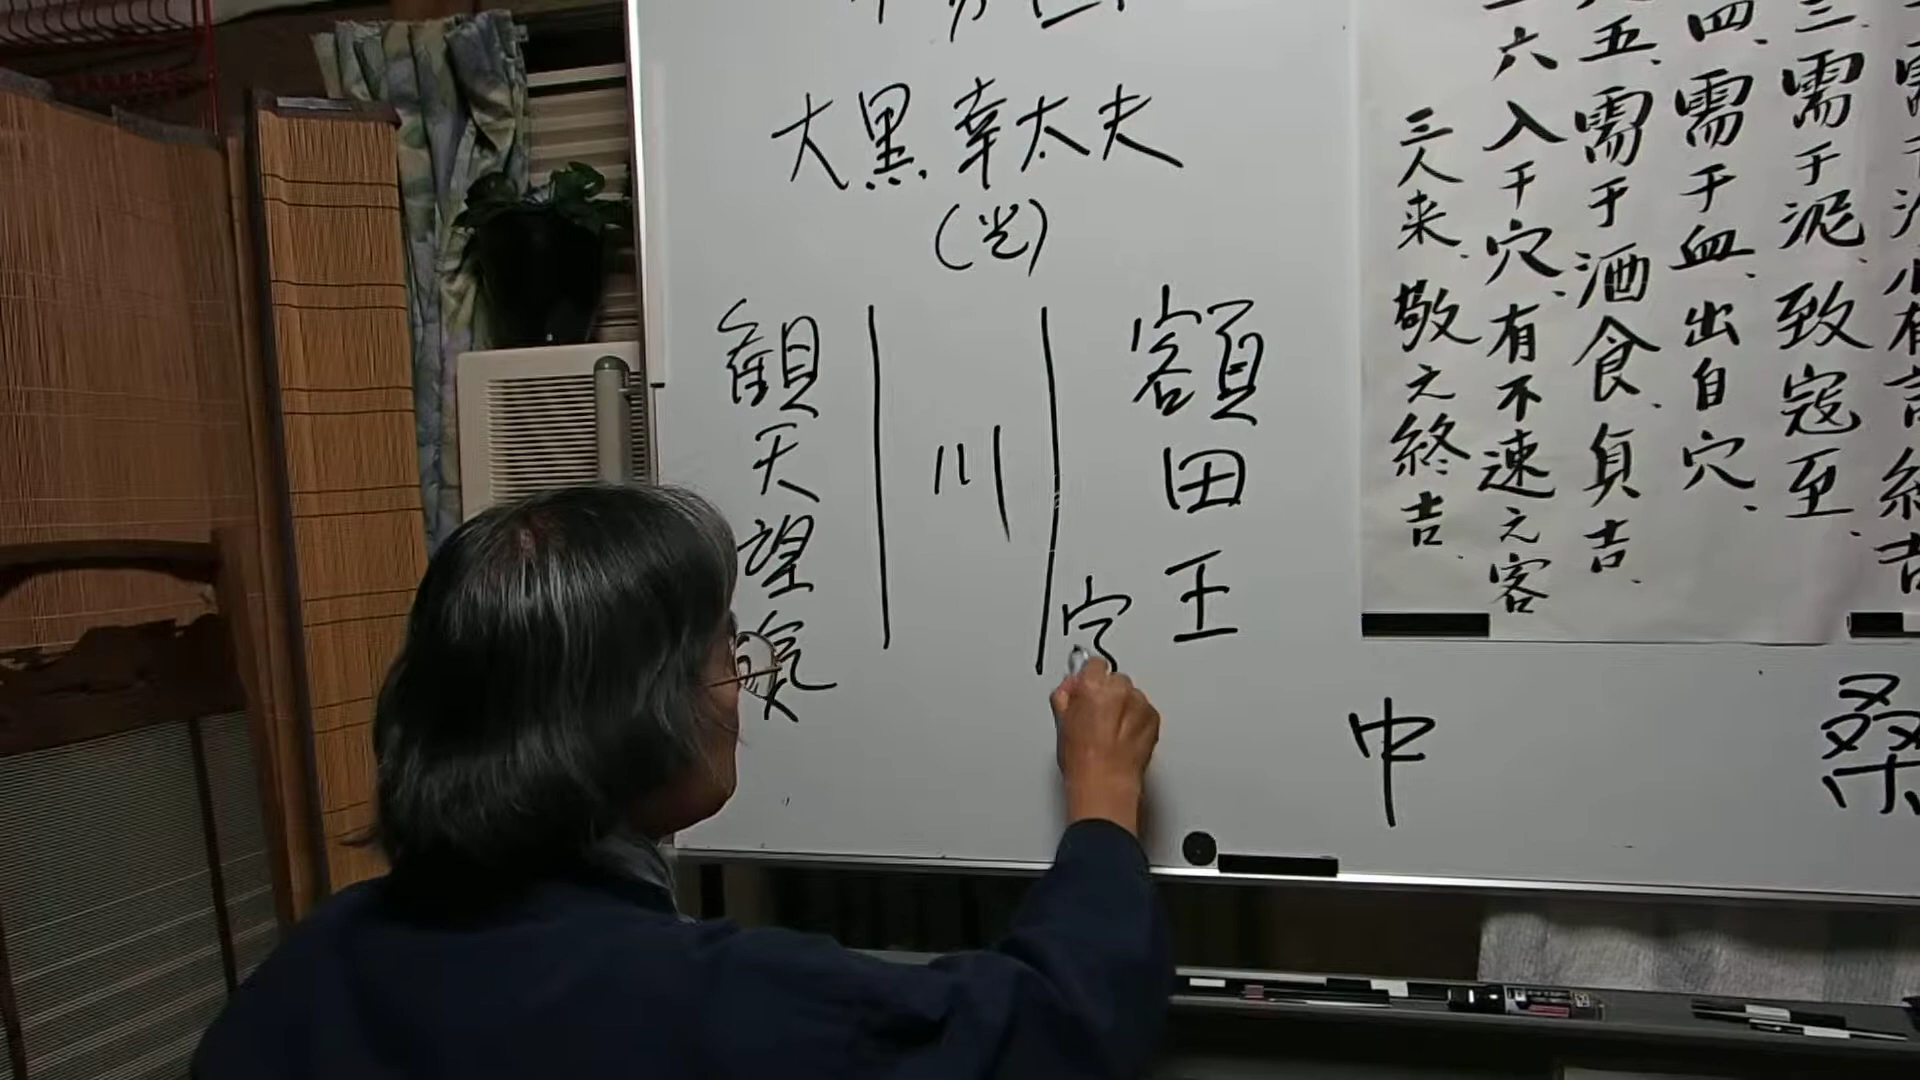 大黒幸太夫
(光)
額田王
川
観天望気
中
桑
三需于泥、致寇至、
四、需于血、出自穴、
五、需于酒食、貞吉、
六入于穴、有不速之客
三人来、敬之終吉、